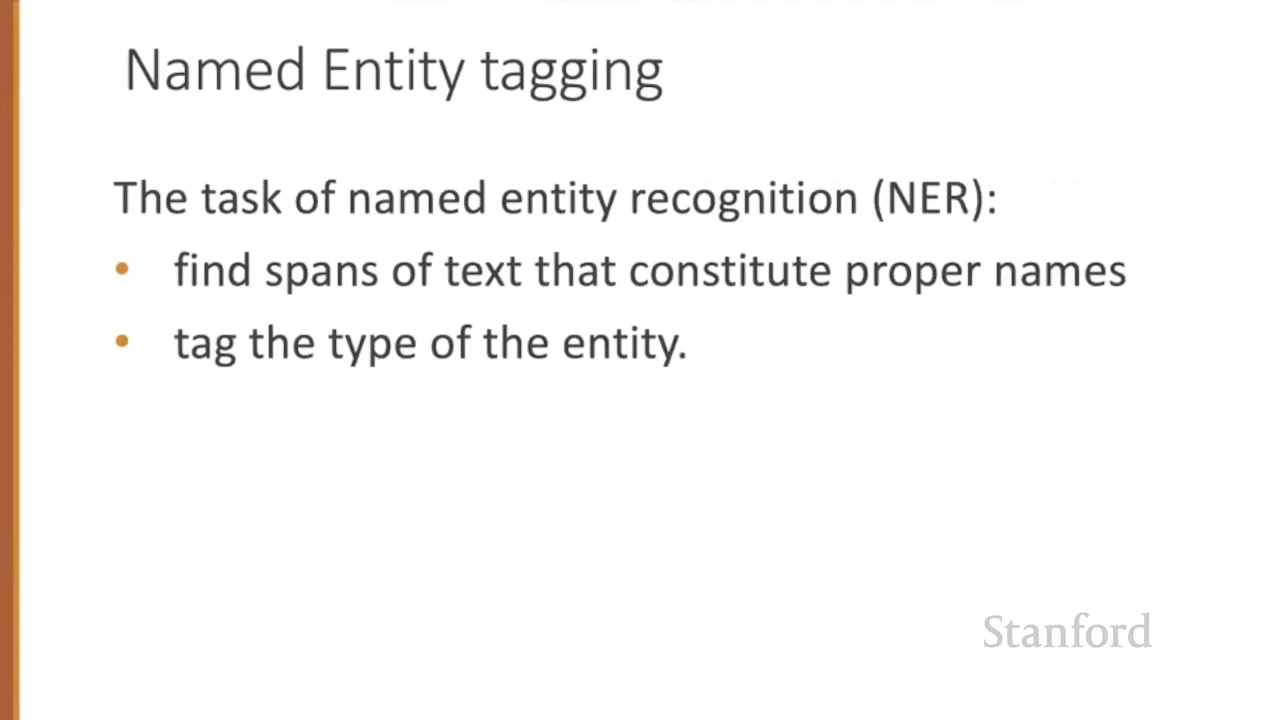 Named Entity tagging
The task of named entity recognition (NER):
• find spans of text that constitute proper names
• tag the type of the entity.
Stanford